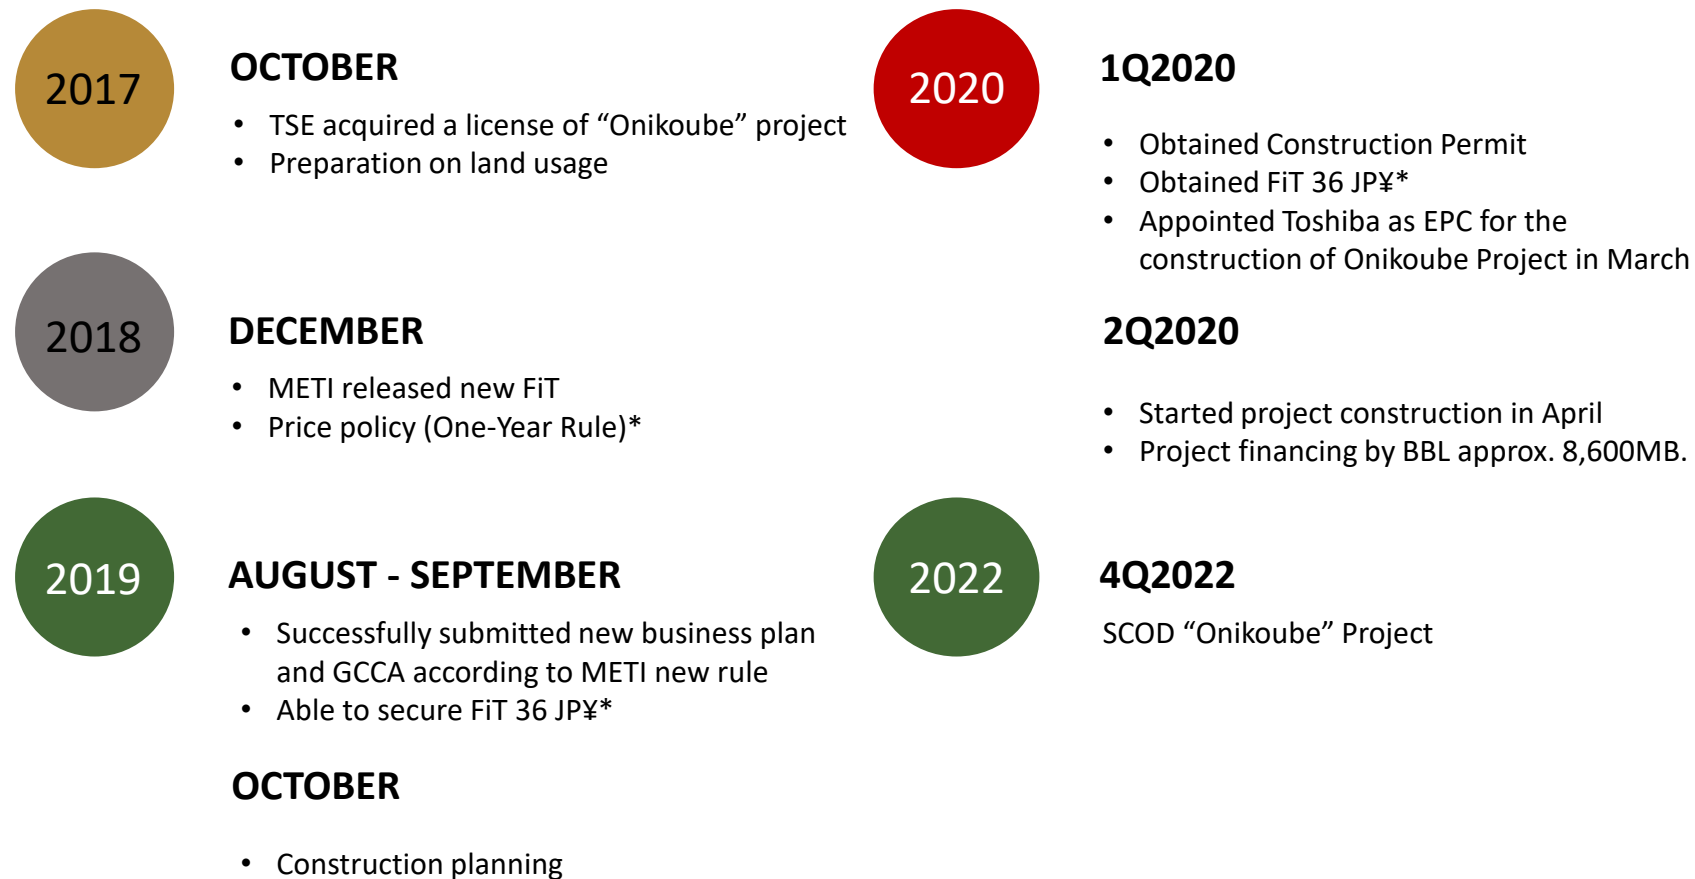 2017
OCTOBER
• TSE acquired a license of “Onikoube” project
• Preparation on land usage
2018
DECEMBER
• METI released new FiT
• Price policy (One-Year Rule)*
2019
AUGUST - SEPTEMBER
• Successfully submitted new business plan
and GCCA according to METI new rule
• Able to secure FiT 36 JP¥*
OCTOBER
• Construction planning
2020
1Q2020
• Obtained Construction Permit
• Obtained FiT 36 JP¥*
• Appointed Toshiba as EPC for the
construction of Onikoube Project in March
2Q2020
• Started project construction in April
• Project financing by BBL approx. 8,600MB.
2022
4Q2022
SCOD “Onikoube” Project